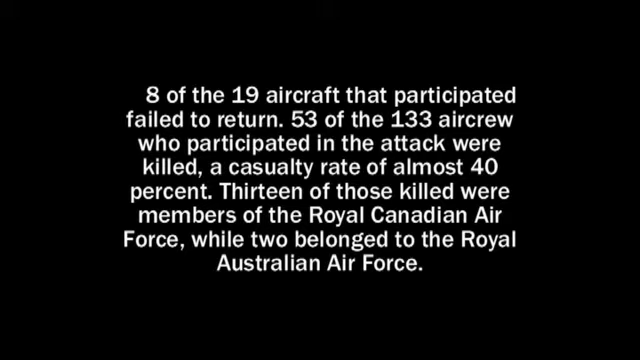 8 of the 19 aircraft that participated
failed to return. 53 of the 133 aircrew
who participated in the attack were
killed, a casualty rate of almost 40
percent. Thirteen of those killed were
members of the Royal Canadian Air
Force, while two belonged to the Royal
Australian Air Force.